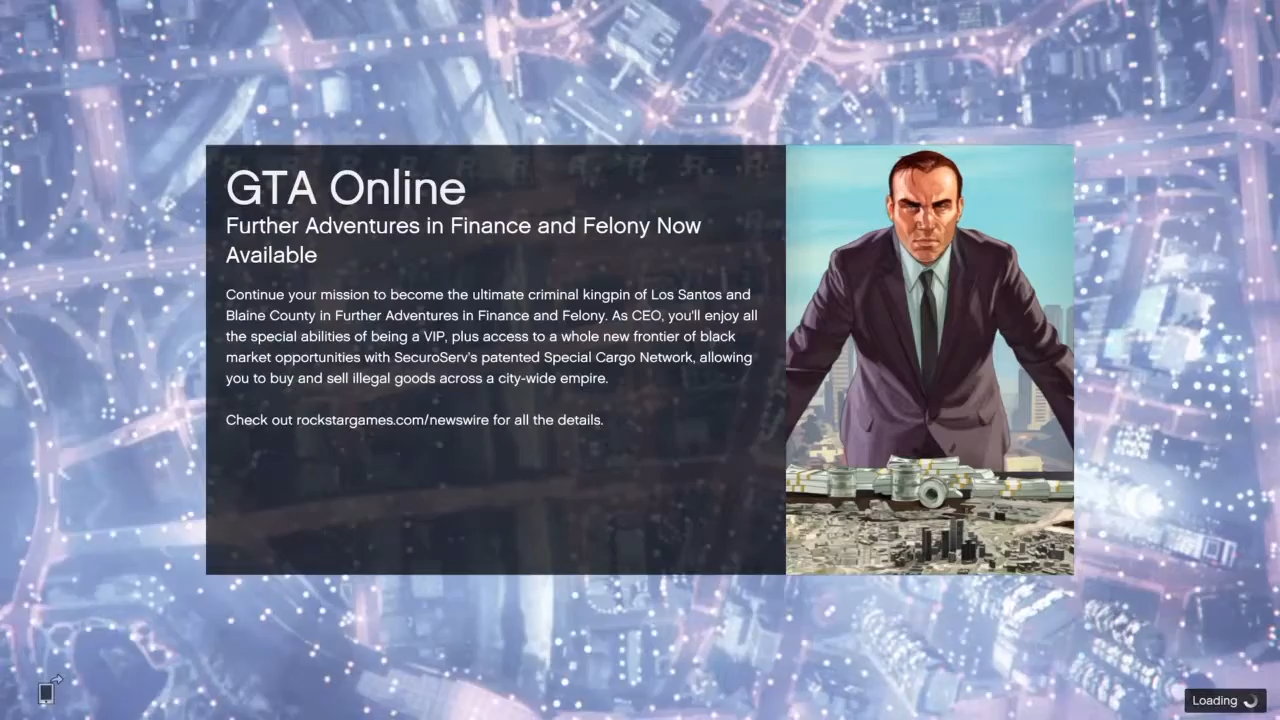 GTA Online
Further Adventures in Finance and Felony Now
Available
Continue your mission to become the ultimate criminal kingpin of Los Santos and
Blaine County in Further Adventures in Finance and Felony. As CEO, you'll enjoy all
the special abilities of being a VIP, plus access to a whole new frontier of black
market opportunities with SecuroServ's patented Special Cargo Network, allowing
you to buy and sell illegal goods across a city-wide empire.
Check out rockstargames.com/newswire for all the details.
Loading